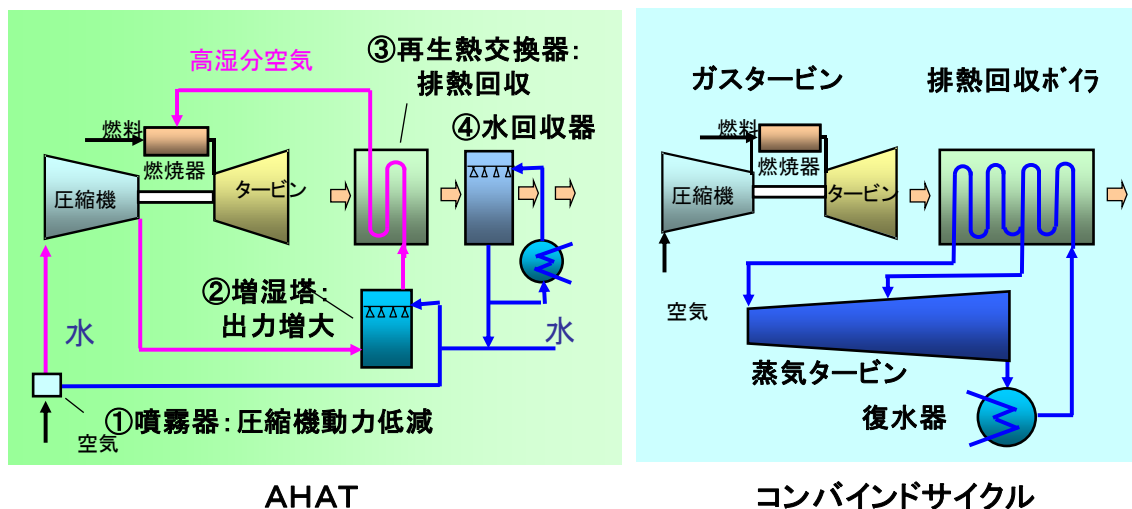 高湿分空気
③再生熱交換器：
排熱回収
④水回収器
燃料
燃焼器
圧縮機
タービン
②増湿塔：
出力増大
水
水
①噴霧器：圧縮機動力低減
空気
AHAT
ガスタービン
排熱回収ﾎﾞｲﾗ
燃料
燃焼器
圧縮機
タービン
空気
蒸気タービン
復水器
コンバインドサイクル